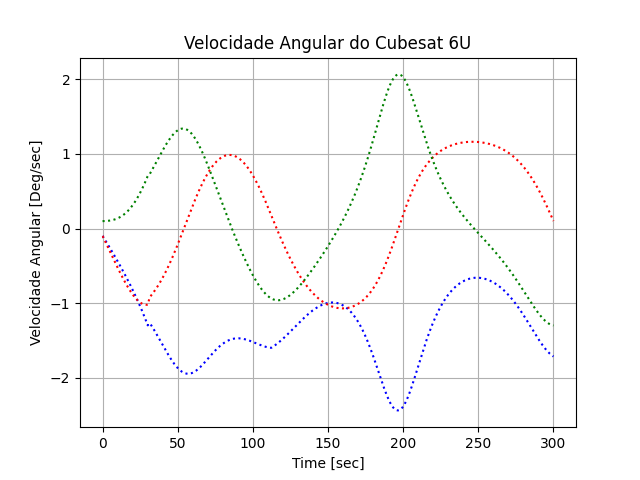 Velocidade Angular do Cubesat 6U
Velocidade Angular [Deg/sec]
2
1
0
−1
−2
0 50 100 150 200 250 300
Time [sec]